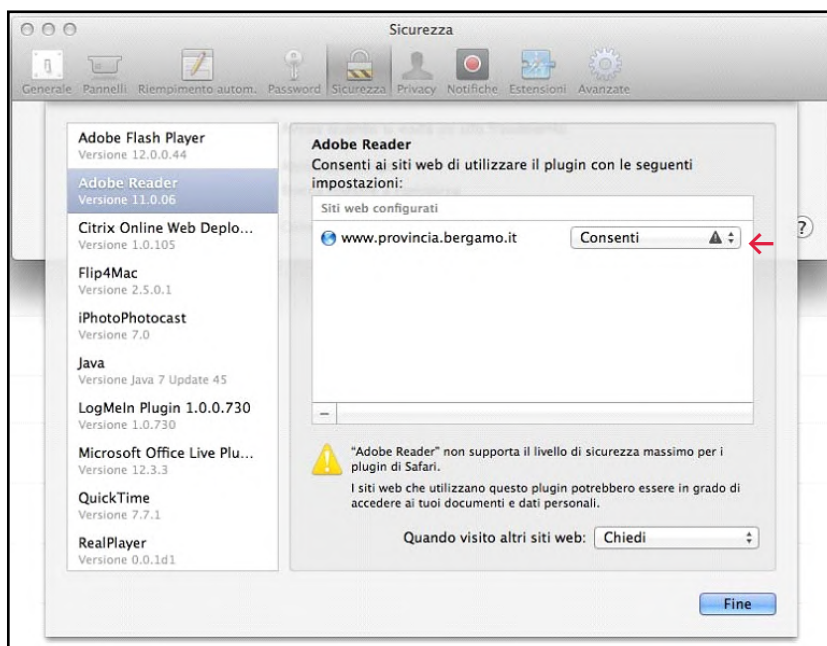 Sicurezza
Generale Pannelli Riempimento autom. Password Sicurezza Privacy Notifiche Estensioni Avanzate
Adobe Flash Player
Versione 12.0.0.44
Adobe Reader
Versione 11.0.06
Citrix Online Web Deplo...
Versione 1.0.105
Flip4Mac
Versione 2.5.0.1
iPhotoPhotocast
Versione 7.0
Java
Versione Java 7 Update 45
LogMeIn Plugin 1.0.0.730
Versione 1.0.730
Microsoft Office Live Plu...
Versione 12.3.3
QuickTime
Versione 7.7.1
RealPlayer
Versione 0.0.1d1
Adobe Reader
Consenti ai siti web di utilizzare il plugin con le seguenti
impostazioni:
Siti web configurati
www.provincia.bergamo.it Consenti
?
−
"Adobe Reader" non supporta il livello di sicurezza massimo per i
plugin di Safari.
I siti web che utilizzano questo plugin potrebbero essere in grado di
accedere ai tuoi documenti e dati personali.
Quando visito altri siti web: Chiedi
Fine